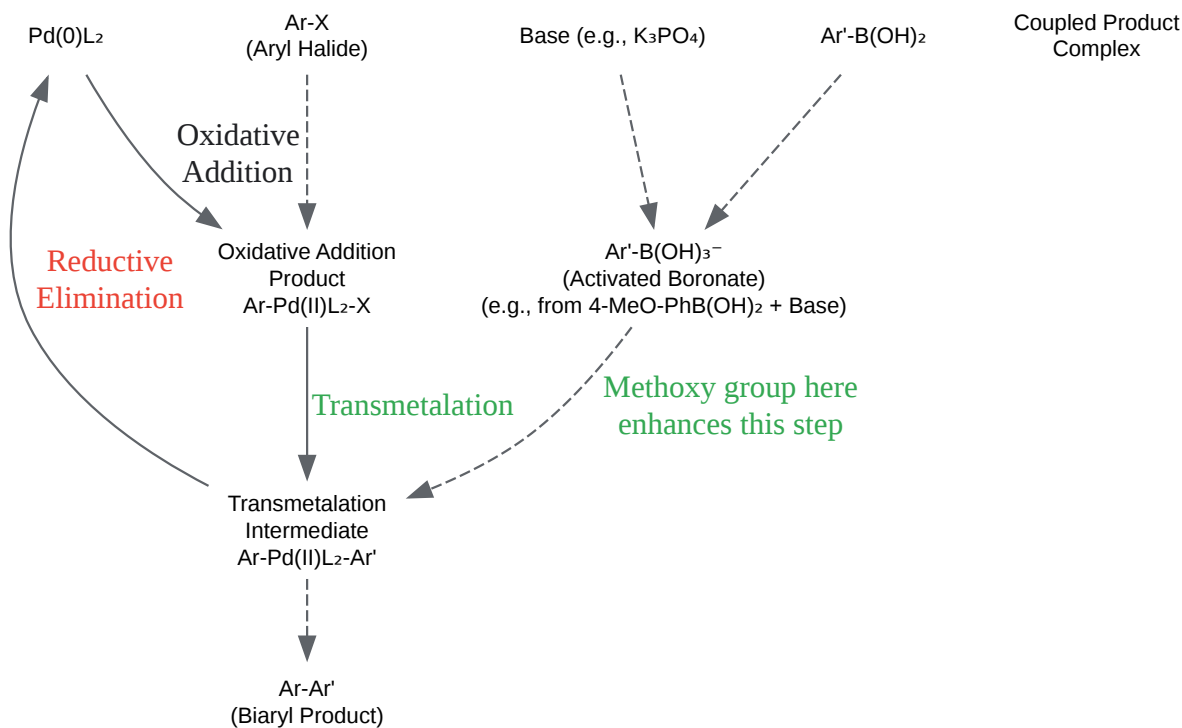 Pd(0)L₂
Ar-X
(Aryl Halide)
Base (e.g., K₃PO₄)
Ar'-B(OH)₂
Coupled Product
Complex
Oxidative
Addition
Reductive
Elimination
Oxidative Addition
Product
Ar-Pd(II)L₂-X
Ar'-B(OH)₃⁻
(Activated Boronate)
(e.g., from 4-MeO-PhB(OH)₂ + Base)
Transmetalation
Methoxy group here
enhances this step
Transmetalation
Intermediate
Ar-Pd(II)L₂-Ar'
Ar-Ar'
(Biaryl Product)